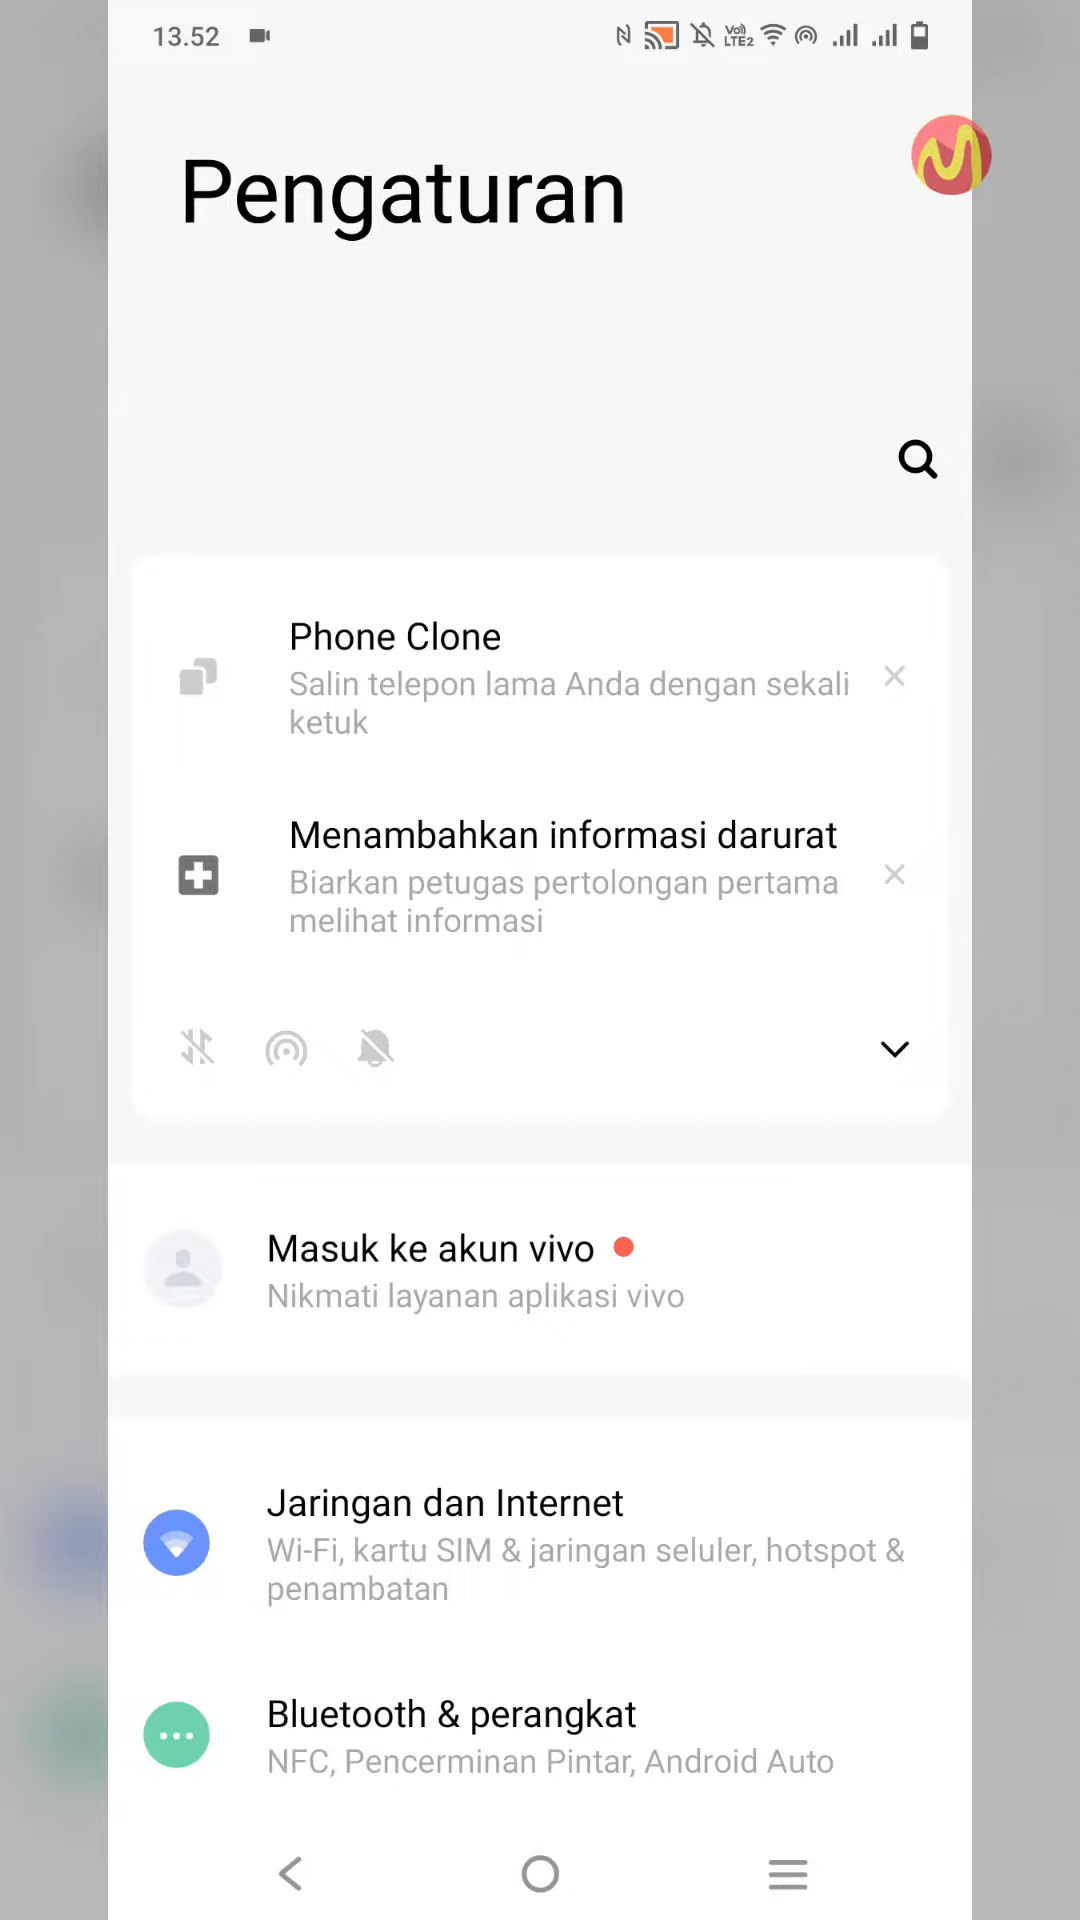 13.52
Vo))
LTE2
Pengaturan
Phone Clone
Salin telepon lama Anda dengan sekali
ketuk
Menambahkan informasi darurat
Biarkan petugas pertolongan pertama
melihat informasi
Masuk ke akun vivo
Nikmati layanan aplikasi vivo
Jaringan dan Internet
Wi-Fi, kartu SIM & jaringan seluler, hotspot &
penambatan
Bluetooth & perangkat
NFC, Pencerminan Pintar, Android Auto